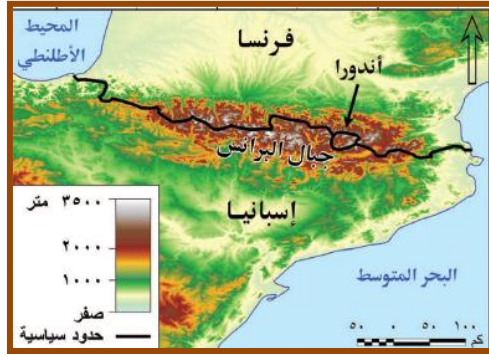 المحيط
الأطلنطي
فرنسا
أندورا
جبال البرانس
إسبانيا
البحر المتوسط
٣٥٠٠ متر
٢٠٠٠
١٠٠٠
صفر
حدود سياسية
٥٠ ٠ ٥٠ ١٠٠
كم